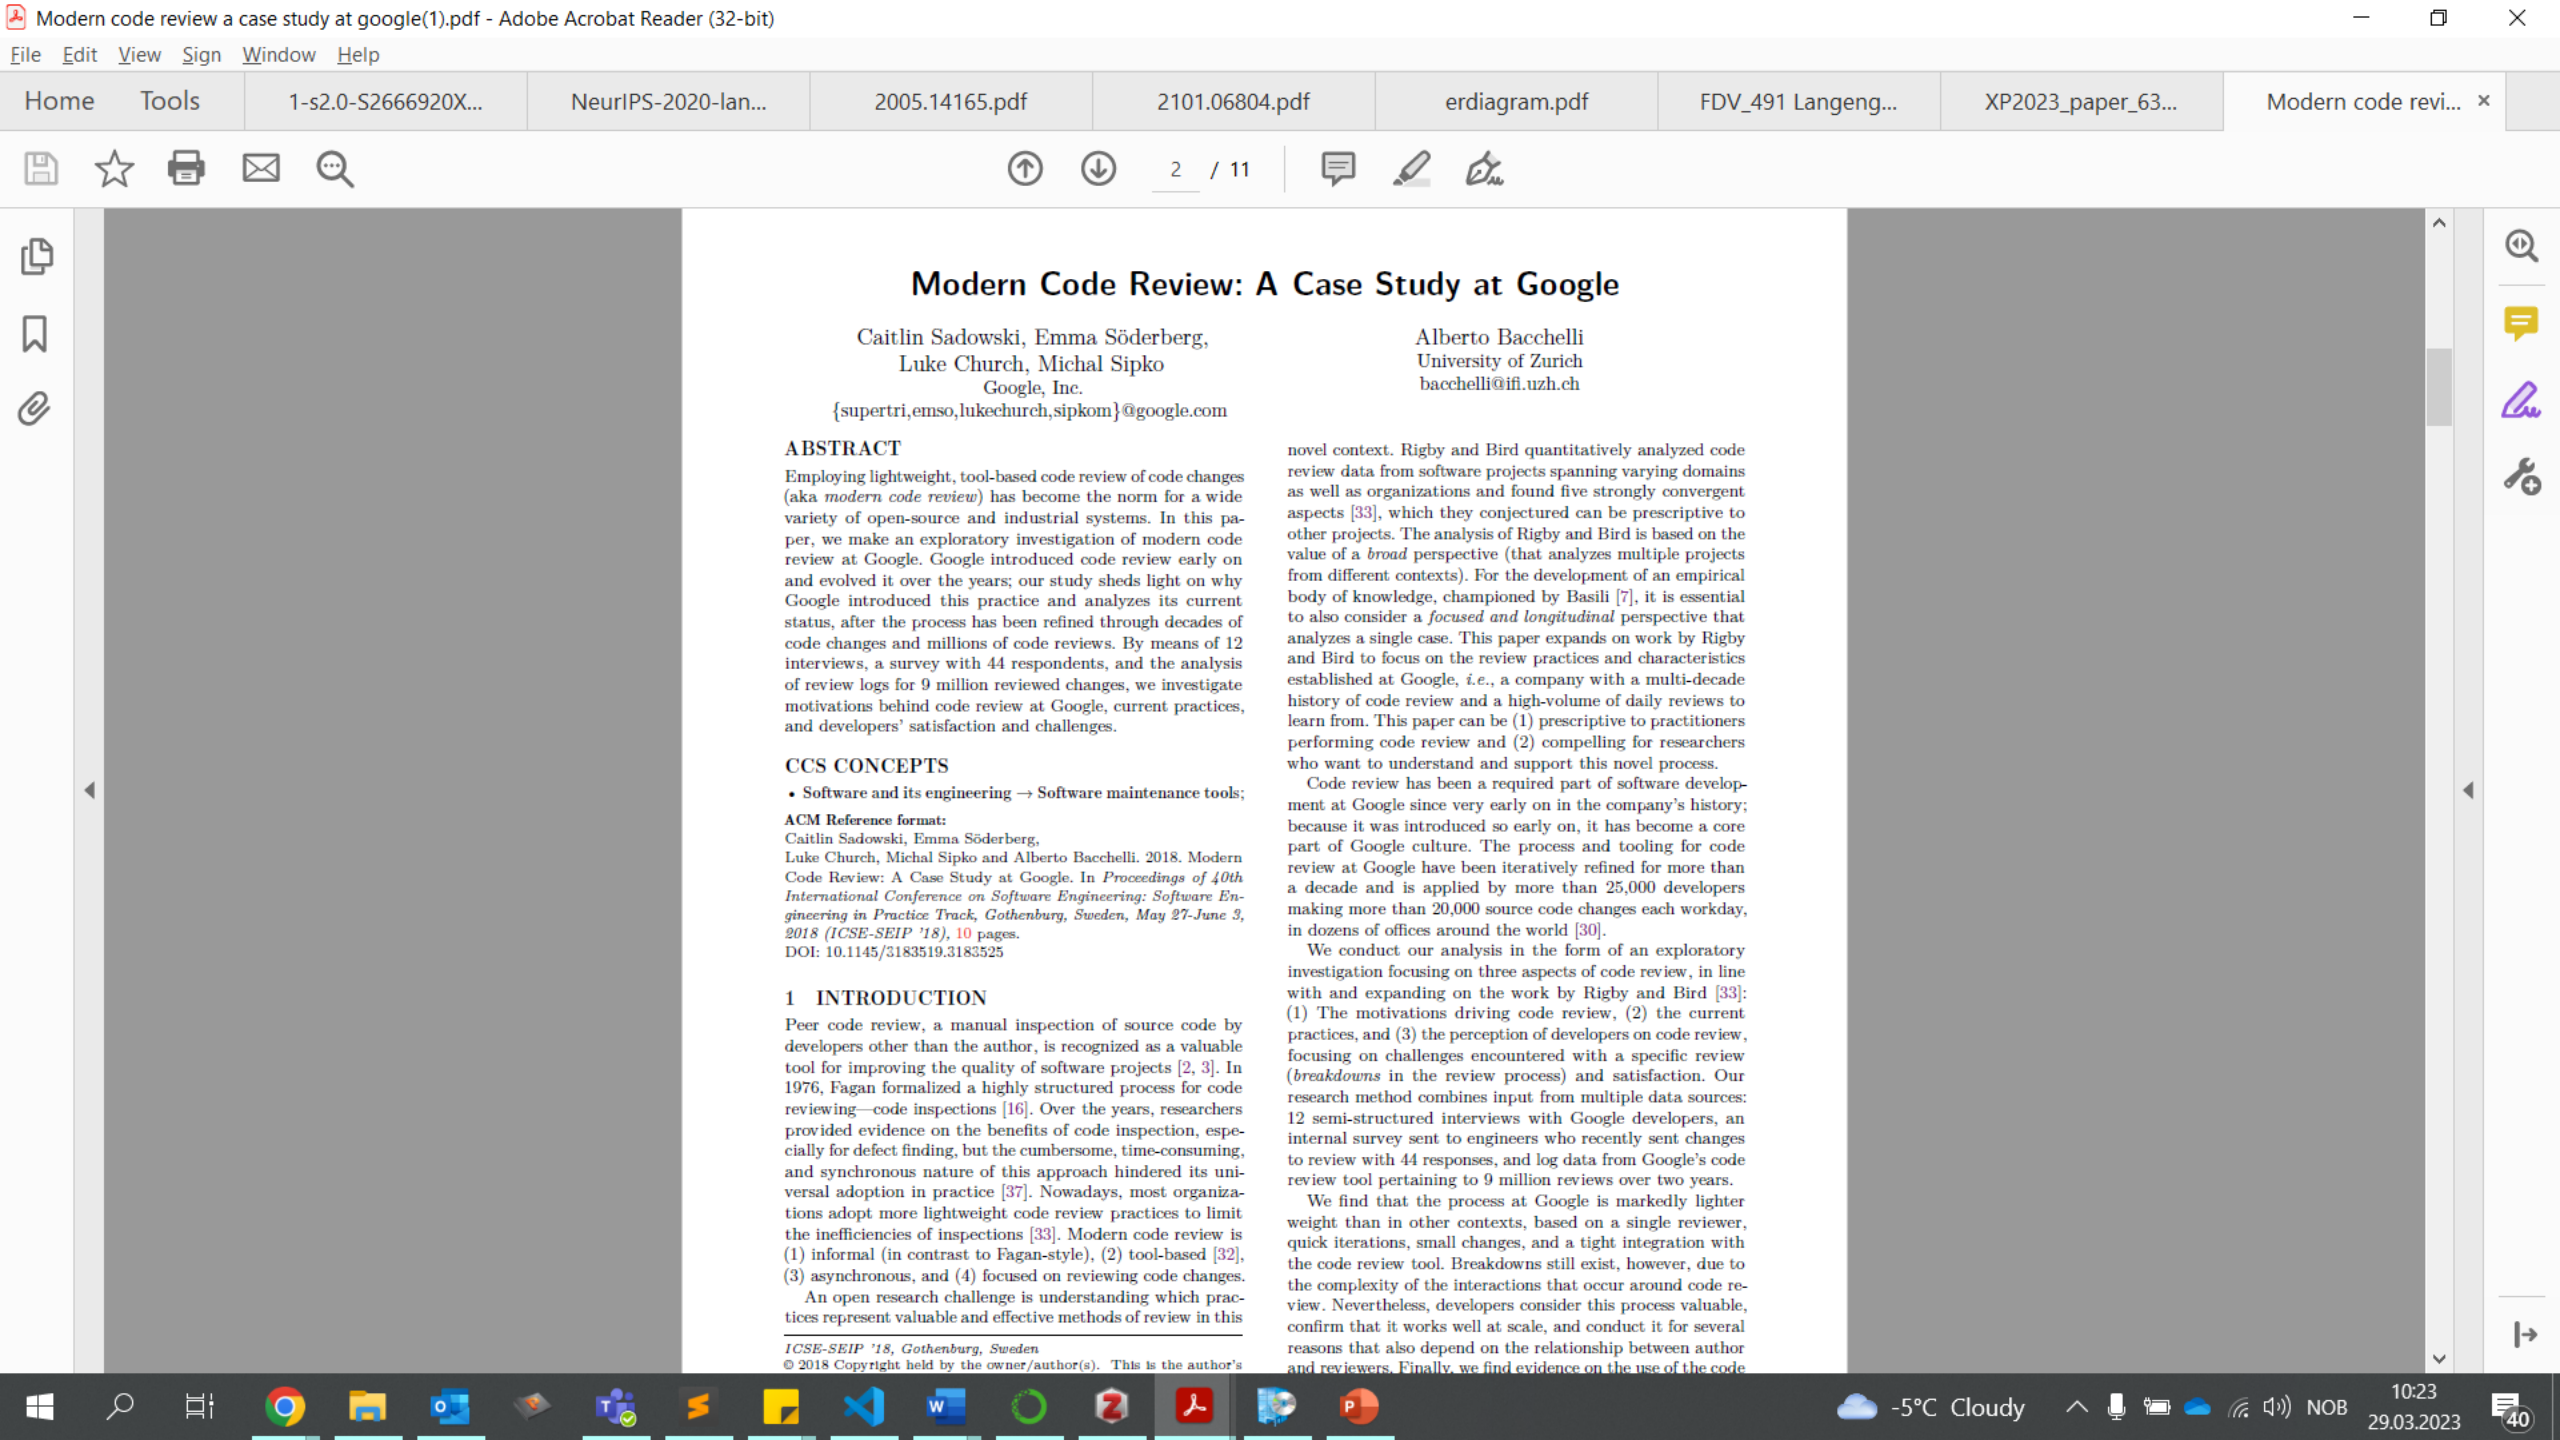 Modern code review a case study at google(1).pdf - Adobe Acrobat Reader (32-bit)
File Edit View Sign Window Help
Home Tools 1-s2.0-S2666920X... NeurIPS-2020-lan... 2005.14165.pdf 2101.06804.pdf erdiagram.pdf FDV_491 Langeng... XP2023_paper_63... Modern code revi... ×
2 / 11
Modern Code Review: A Case Study at Google
Caitlin Sadowski, Emma Söderberg,
Luke Church, Michal Sipko
Google, Inc.
{supertri,emso,lukechurch,sipkom}@google.com
Alberto Bacchelli
University of Zurich
bacchelli@ifi.uzh.ch
ABSTRACT
Employing lightweight, tool-based code review of code changes
(aka modern code review) has become the norm for a wide
variety of open-source and industrial systems. In this pa-
per, we make an exploratory investigation of modern code
review at Google. Google introduced code review early on
and evolved it over the years; our study sheds light on why
Google introduced this practice and analyzes its current
status, after the process has been refined through decades of
code changes and millions of code reviews. By means of 12
interviews, a survey with 44 respondents, and the analysis
of review logs for 9 million reviewed changes, we investigate
motivations behind code review at Google, current practices,
and developers' satisfaction and challenges.
CCS CONCEPTS
• Software and its engineering → Software maintenance tools;
ACM Reference format:
Caitlin Sadowski, Emma Söderberg,
Luke Church, Michal Sipko and Alberto Bacchelli. 2018. Modern
Code Review: A Case Study at Google. In Proceedings of 40th
International Conference on Software Engineering: Software En-
gineering in Practice Track, Gothenburg, Sweden, May 27-June 3,
2018 (ICSE-SEIP '18), 10 pages.
DOI: 10.1145/3183519.3183525
1 INTRODUCTION
Peer code review, a manual inspection of source code by
developers other than the author, is recognized as a valuable
tool for improving the quality of software projects [2, 3]. In
1976, Fagan formalized a highly structured process for code
reviewing—code inspections [16]. Over the years, researchers
provided evidence on the benefits of code inspection, espe-
cially for defect finding, but the cumbersome, time-consuming,
and synchronous nature of this approach hindered its uni-
versal adoption in practice [37]. Nowadays, most organiza-
tions adopt more lightweight code review practices to limit
the inefficiencies of inspections [33]. Modern code review is
(1) informal (in contrast to Fagan-style), (2) tool-based [32],
(3) asynchronous, and (4) focused on reviewing code changes.
An open research challenge is understanding which prac-
tices represent valuable and effective methods of review in this
ICSE-SEIP '18, Gothenburg, Sweden
© 2018 Copyright held by the owner/author(s). This is the author's
novel context. Rigby and Bird quantitatively analyzed code
review data from software projects spanning varying domains
as well as organizations and found five strongly convergent
aspects [33], which they conjectured can be prescriptive to
other projects. The analysis of Rigby and Bird is based on the
value of a broad perspective (that analyzes multiple projects
from different contexts). For the development of an empirical
body of knowledge, championed by Basili [7], it is essential
to also consider a focused and longitudinal perspective that
analyzes a single case. This paper expands on work by Rigby
and Bird to focus on the review practices and characteristics
established at Google, i.e., a company with a multi-decade
history of code review and a high-volume of daily reviews to
learn from. This paper can be (1) prescriptive to practitioners
performing code review and (2) compelling for researchers
who want to understand and support this novel process.
Code review has been a required part of software develop-
ment at Google since very early on in the company's history;
because it was introduced so early on, it has become a core
part of Google culture. The process and tooling for code
review at Google have been iteratively refined for more than
a decade and is applied by more than 25,000 developers
making more than 20,000 source code changes each workday,
in dozens of offices around the world [30].
We conduct our analysis in the form of an exploratory
investigation focusing on three aspects of code review, in line
with and expanding on the work by Rigby and Bird [33]:
(1) The motivations driving code review, (2) the current
practices, and (3) the perception of developers on code review,
focusing on challenges encountered with a specific review
(breakdowns in the review process) and satisfaction. Our
research method combines input from multiple data sources:
12 semi-structured interviews with Google developers, an
internal survey sent to engineers who recently sent changes
to review with 44 responses, and log data from Google's code
review tool pertaining to 9 million reviews over two years.
We find that the process at Google is markedly lighter
weight than in other contexts, based on a single reviewer,
quick iterations, small changes, and a tight integration with
the code review tool. Breakdowns still exist, however, due to
the complexity of the interactions that occur around code re-
view. Nevertheless, developers consider this process valuable,
confirm that it works well at scale, and conduct it for several
reasons that also depend on the relationship between author
and reviewers. Finally, we find evidence on the use of the code
-5°C Cloudy
NOB
10:23
29.03.2023
40